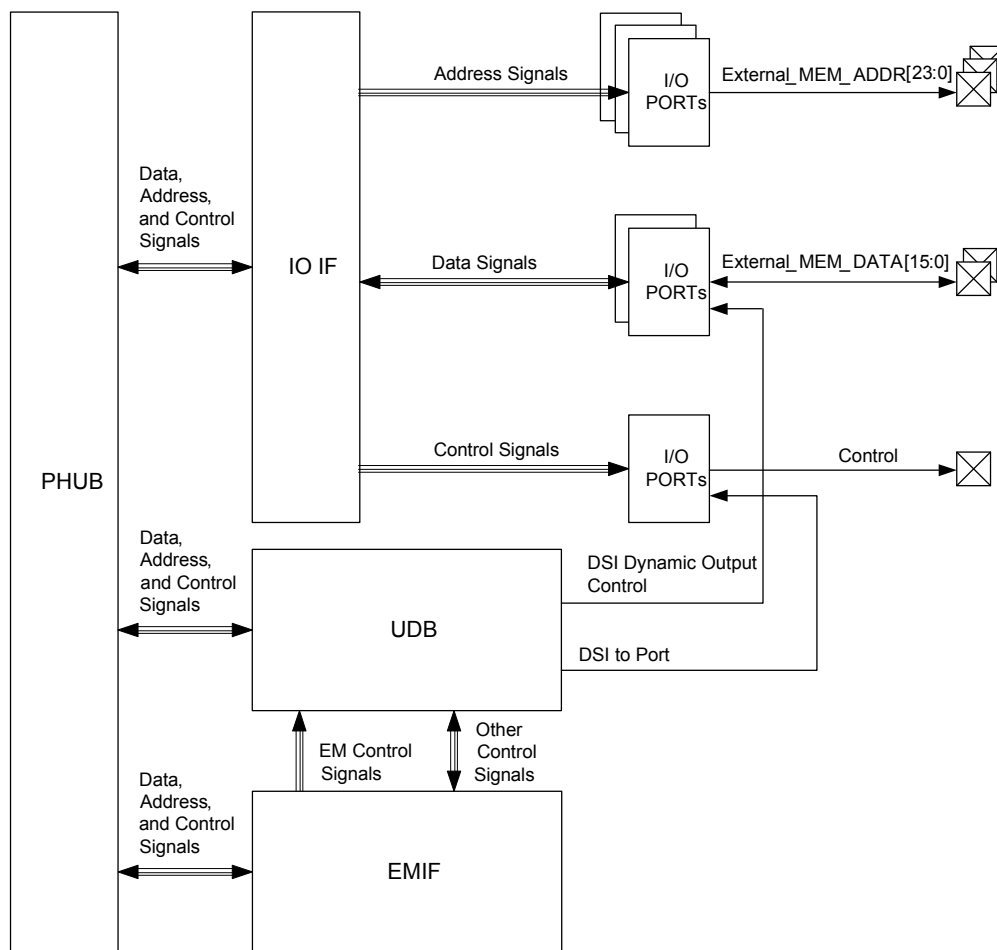 Address Signals
I/O
PORTs
External_MEM_ADDR[23:0]
Data,
Address,
and Control
Signals
IO IF
Data Signals
I/O
PORTs
External_MEM_DATA[15:0]
Control Signals
I/O
PORTs
Control
PHUB
Data,
Address,
and Control
Signals
UDB
DSI Dynamic Output
Control
DSI to Port
EM Control
Signals
Other
Control
Signals
Data,
Address,
and Control
Signals
EMIF